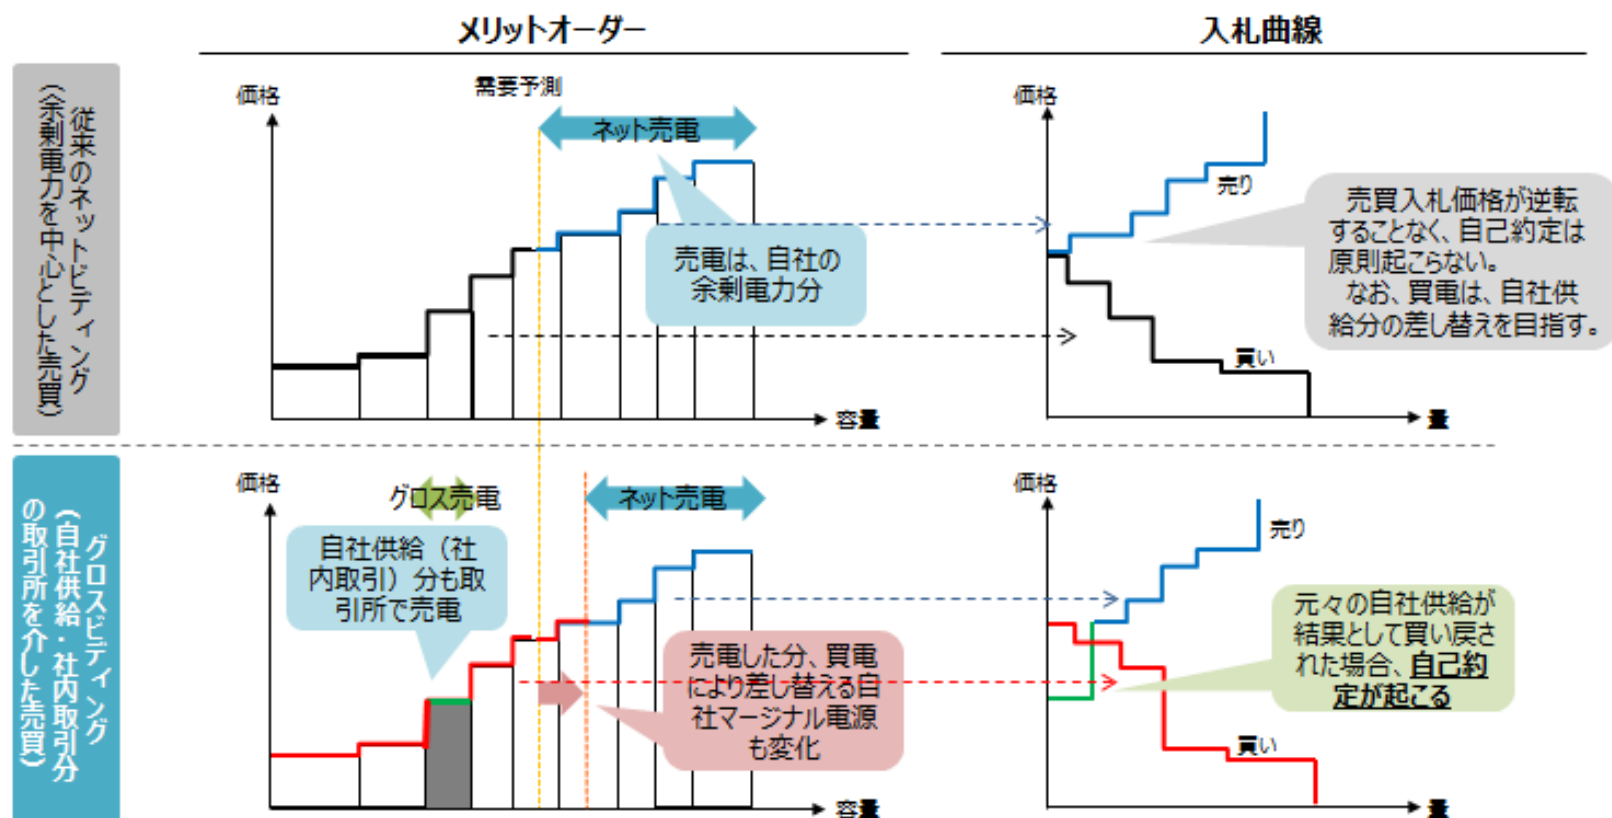 メリットオーダー
入札曲線
従来のネットビディング
（余剰電力を中心とした売買）
価格
需要予測
ネット売電
売電は、自社の
余剰電力分
容量
価格
売り
売買入札価格が逆転
することなく、自己約定は
原則起こらない。
なお、買電は、自社供
給分の差し替えを目指す。
買い
量
グロスビディング
（自社供給・社内取引分
の取引所を介した売買）
価格
グロス売電
ネット売電
自社供給（社
内取引）分も取
引所で売電
売電した分、買電
により差し替える自
社マージナル電源
も変化
容量
価格
売り
元々の自社供給が
結果として買い戻さ
れた場合、自己約
定が起こる
買い
量